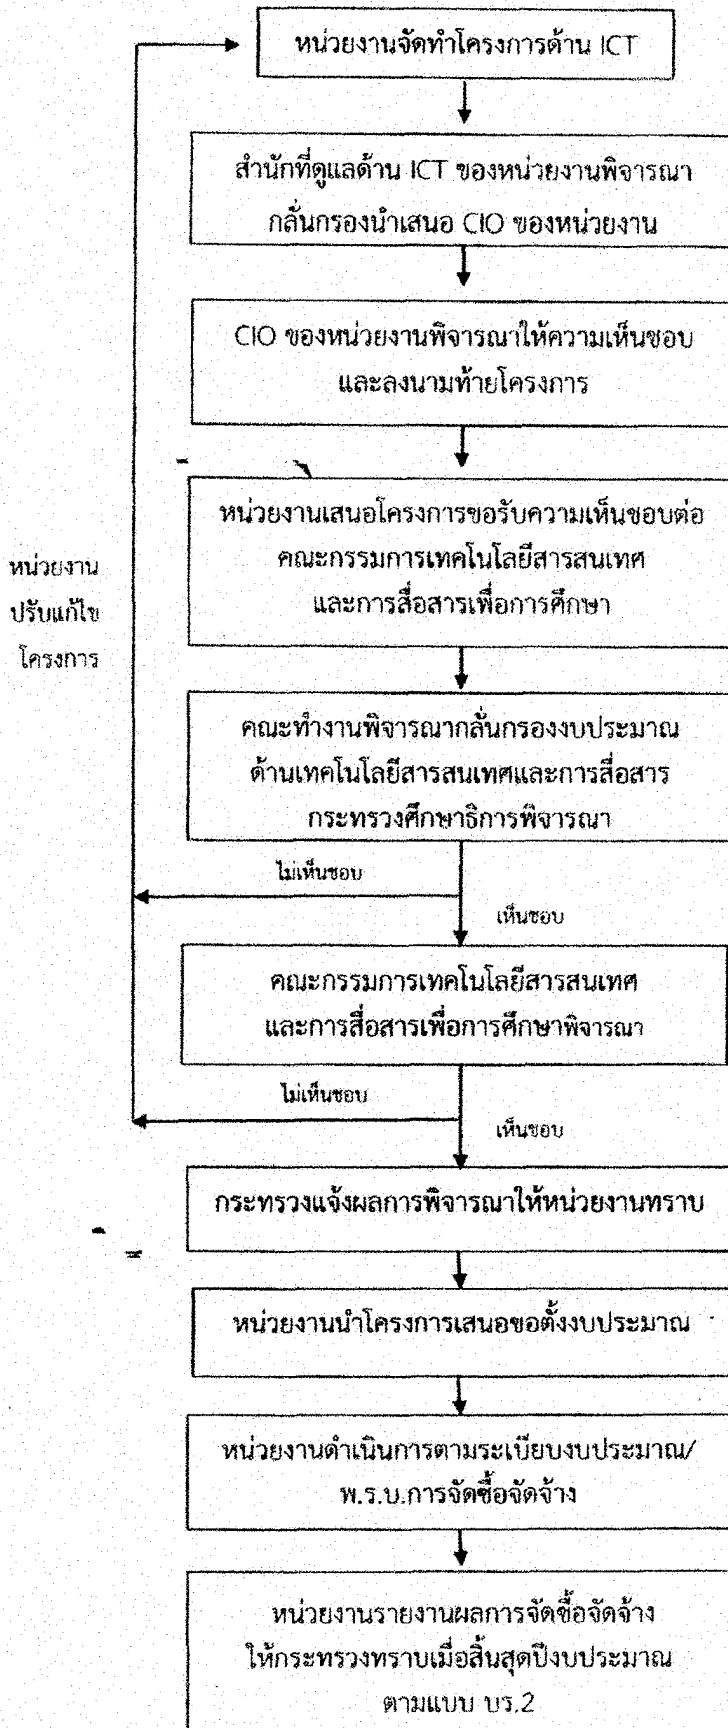 หน่วยงานจัดทำโครงการด้าน ICT
สำนักที่ดูแลด้าน ICT ของหน่วยงานพิจารณา
กลั่นกรองนำเสนอ CIO ของหน่วยงาน
CIO ของหน่วยงานพิจารณาให้ความเห็นชอบ
และลงนามท้ายโครงการ
หน่วยงานเสนอโครงการขอรับความเห็นชอบต่อ
คณะกรรมการเทคโนโลยีสารสนเทศ
และการสื่อสารเพื่อการศึกษา
หน่วยงาน
ปรับแก้ไข
โครงการ
คณะทำงานพิจารณากลั่นกรองงบประมาณ
ด้านเทคโนโลยีสารสนเทศและการสื่อสาร
กระทรวงศึกษาธิการพิจารณา
ไม่เห็นชอบ
เห็นชอบ
คณะกรรมการเทคโนโลยีสารสนเทศ
และการสื่อสารเพื่อการศึกษาพิจารณา
ไม่เห็นชอบ
เห็นชอบ
กระทรวงแจ้งผลการพิจารณาให้หน่วยงานทราบ
หน่วยงานนำโครงการเสนอขอตั้งงบประมาณ
หน่วยงานดำเนินการตามระเบียบงบประมาณ/
พ.ร.บ.การจัดซื้อจัดจ้าง
หน่วยงานรายงานผลการจัดซื้อจัดจ้าง
ให้กระทรวงทราบเมื่อสิ้นสุดปีงบประมาณ
ตามแบบ บร.2